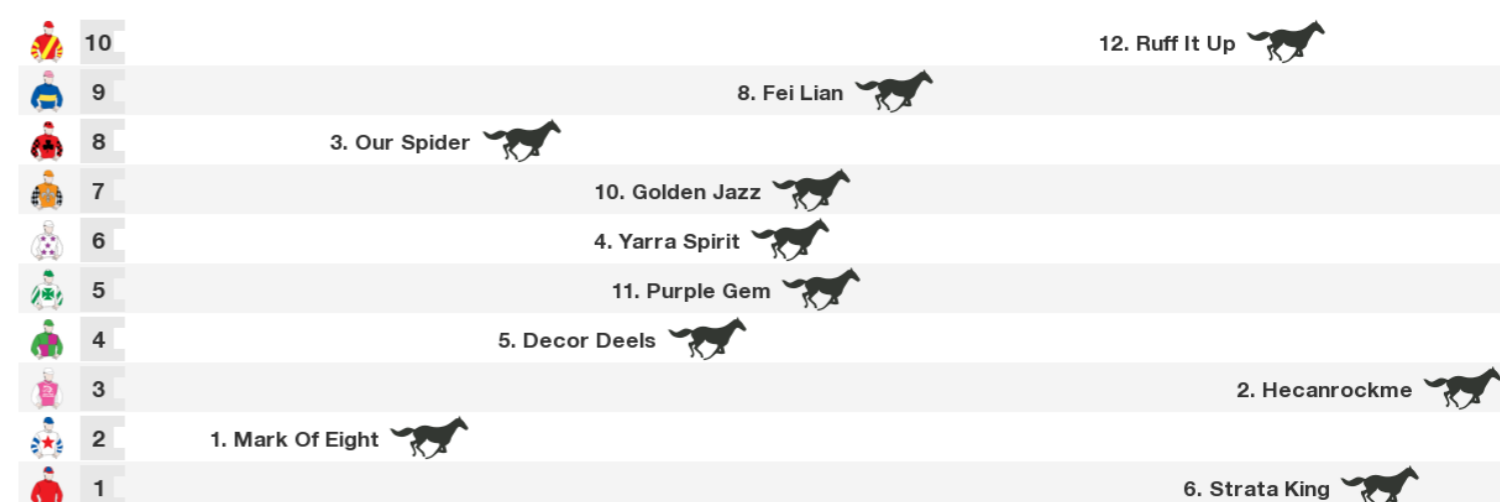 10 12. Ruff It Up
9 8. Fei Lian
8 3. Our Spider
7 10. Golden Jazz
6 4. Yarra Spirit
5 11. Purple Gem
4 5. Decor Deels
3 2. Hecanrockme
2 1. Mark Of Eight
1 6. Strata King